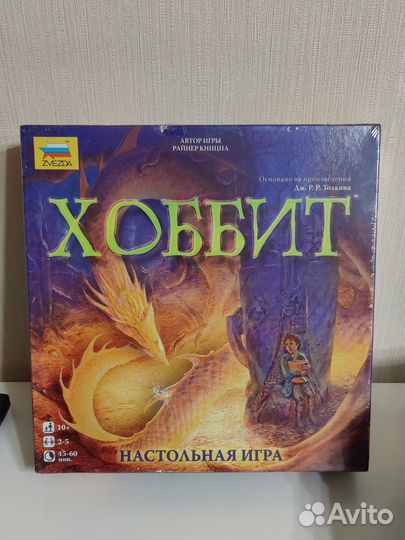 АВТОР ИГРЫ
РАЙНЕР КНИЦИА
ZVEZDA
Основано на произведении
Дж. Р. Р. Толкина
ХОББИТ™
10+
2-5
45-60
мин.
НАСТОЛЬНАЯ ИГРА
Avito